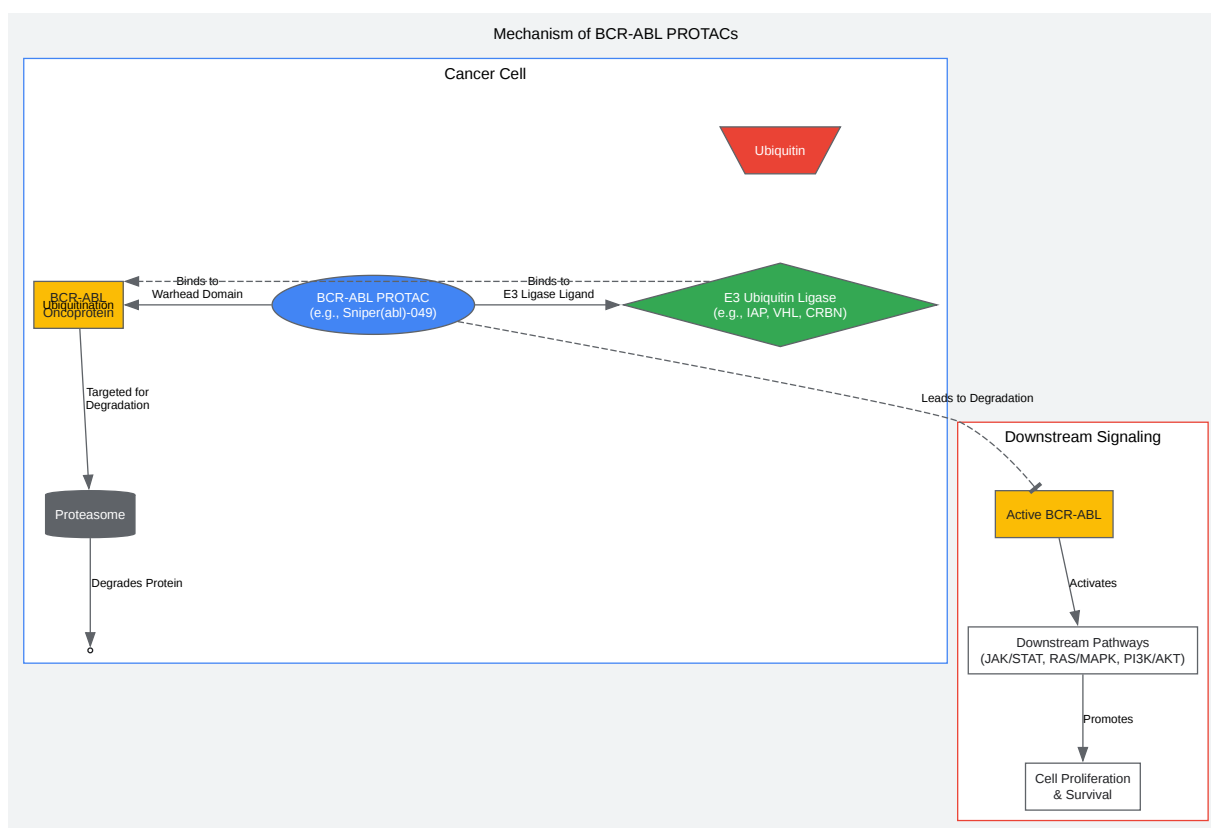 Mechanism of BCR-ABL PROTACs
Cancer Cell
Ubiquitin
Binds to
Warhead Domain
Binds to
E3 Ligase Ligand
BCR-ABL
Oncoprotein
Ubiquitination
BCR-ABL PROTAC
(e.g., Sniper(abl)-049)
E3 Ubiquitin Ligase
(e.g., IAP, VHL, CRBN)
Targeted for
Degradation
Leads to Degradation
Downstream Signaling
Proteasome
Active BCR-ABL
Degrades Protein
Activates
Downstream Pathways
(JAK/STAT, RAS/MAPK, PI3K/AKT)
Promotes
Cell Proliferation
& Survival